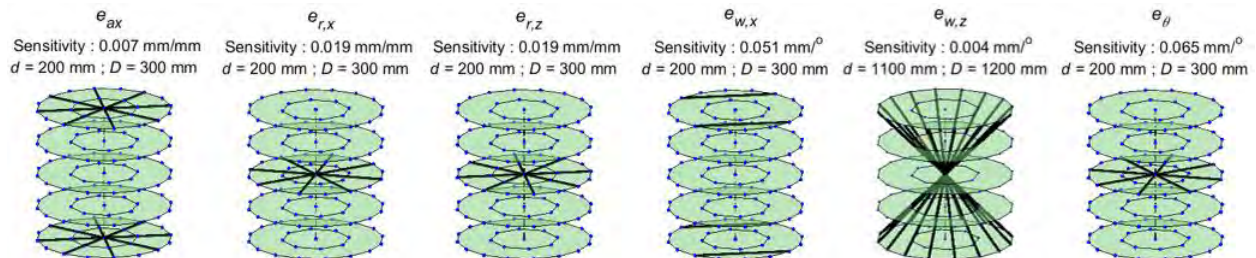 e_ax
Sensitivity : 0.007 mm/mm
d = 200 mm ; D = 300 mm
e_r,x
Sensitivity : 0.019 mm/mm
d = 200 mm ; D = 300 mm
e_r,z
Sensitivity : 0.019 mm/mm
d = 200 mm ; D = 300 mm
e_w,x
Sensitivity : 0.051 mm/°
d = 200 mm ; D = 300 mm
e_w,z
Sensitivity : 0.004 mm/°
d = 1100 mm ; D = 1200 mm
e_θ
Sensitivity : 0.065 mm/°
d = 200 mm ; D = 300 mm